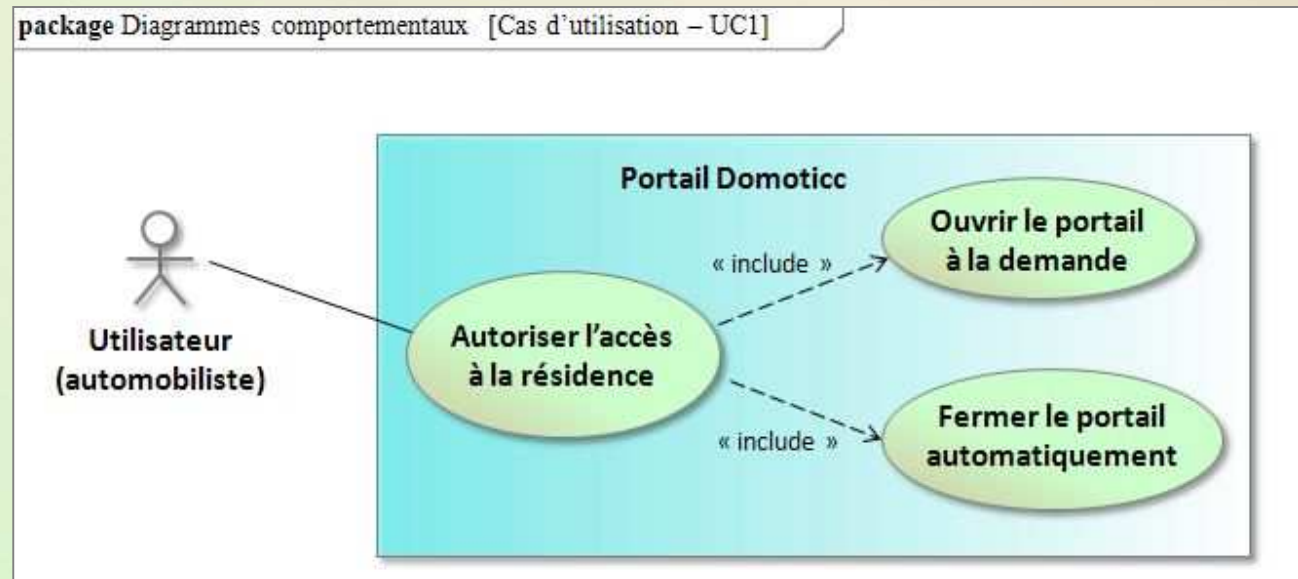 package Diagrammes comportementaux [Cas d'utilisation – UC1]
Portail Domoticc
Ouvrir le portail
à la demande
« include »
Utilisateur
(automobiliste)
Autoriser l'accès
à la résidence
« include »
Fermer le portail
automatiquement